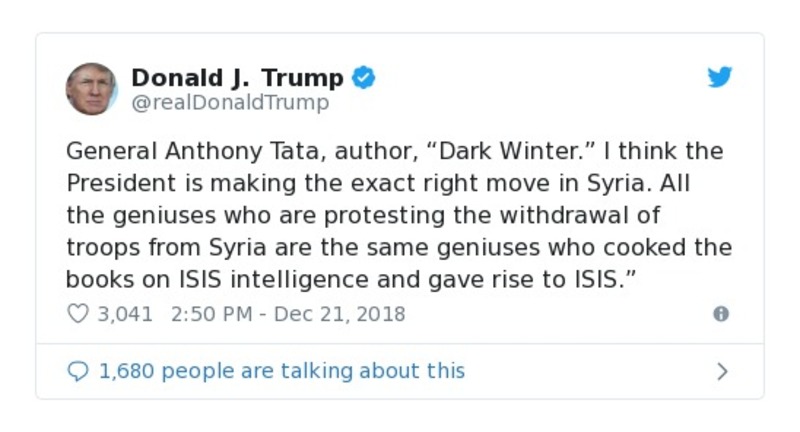 Donald J. Trump
@realDonaldTrump
General Anthony Tata, author, “Dark Winter.” I think the
President is making the exact right move in Syria. All
the geniuses who are protesting the withdrawal of
troops from Syria are the same geniuses who cooked the
books on ISIS intelligence and gave rise to ISIS.”
3,041 2:50 PM - Dec 21, 2018
1,680 people are talking about this